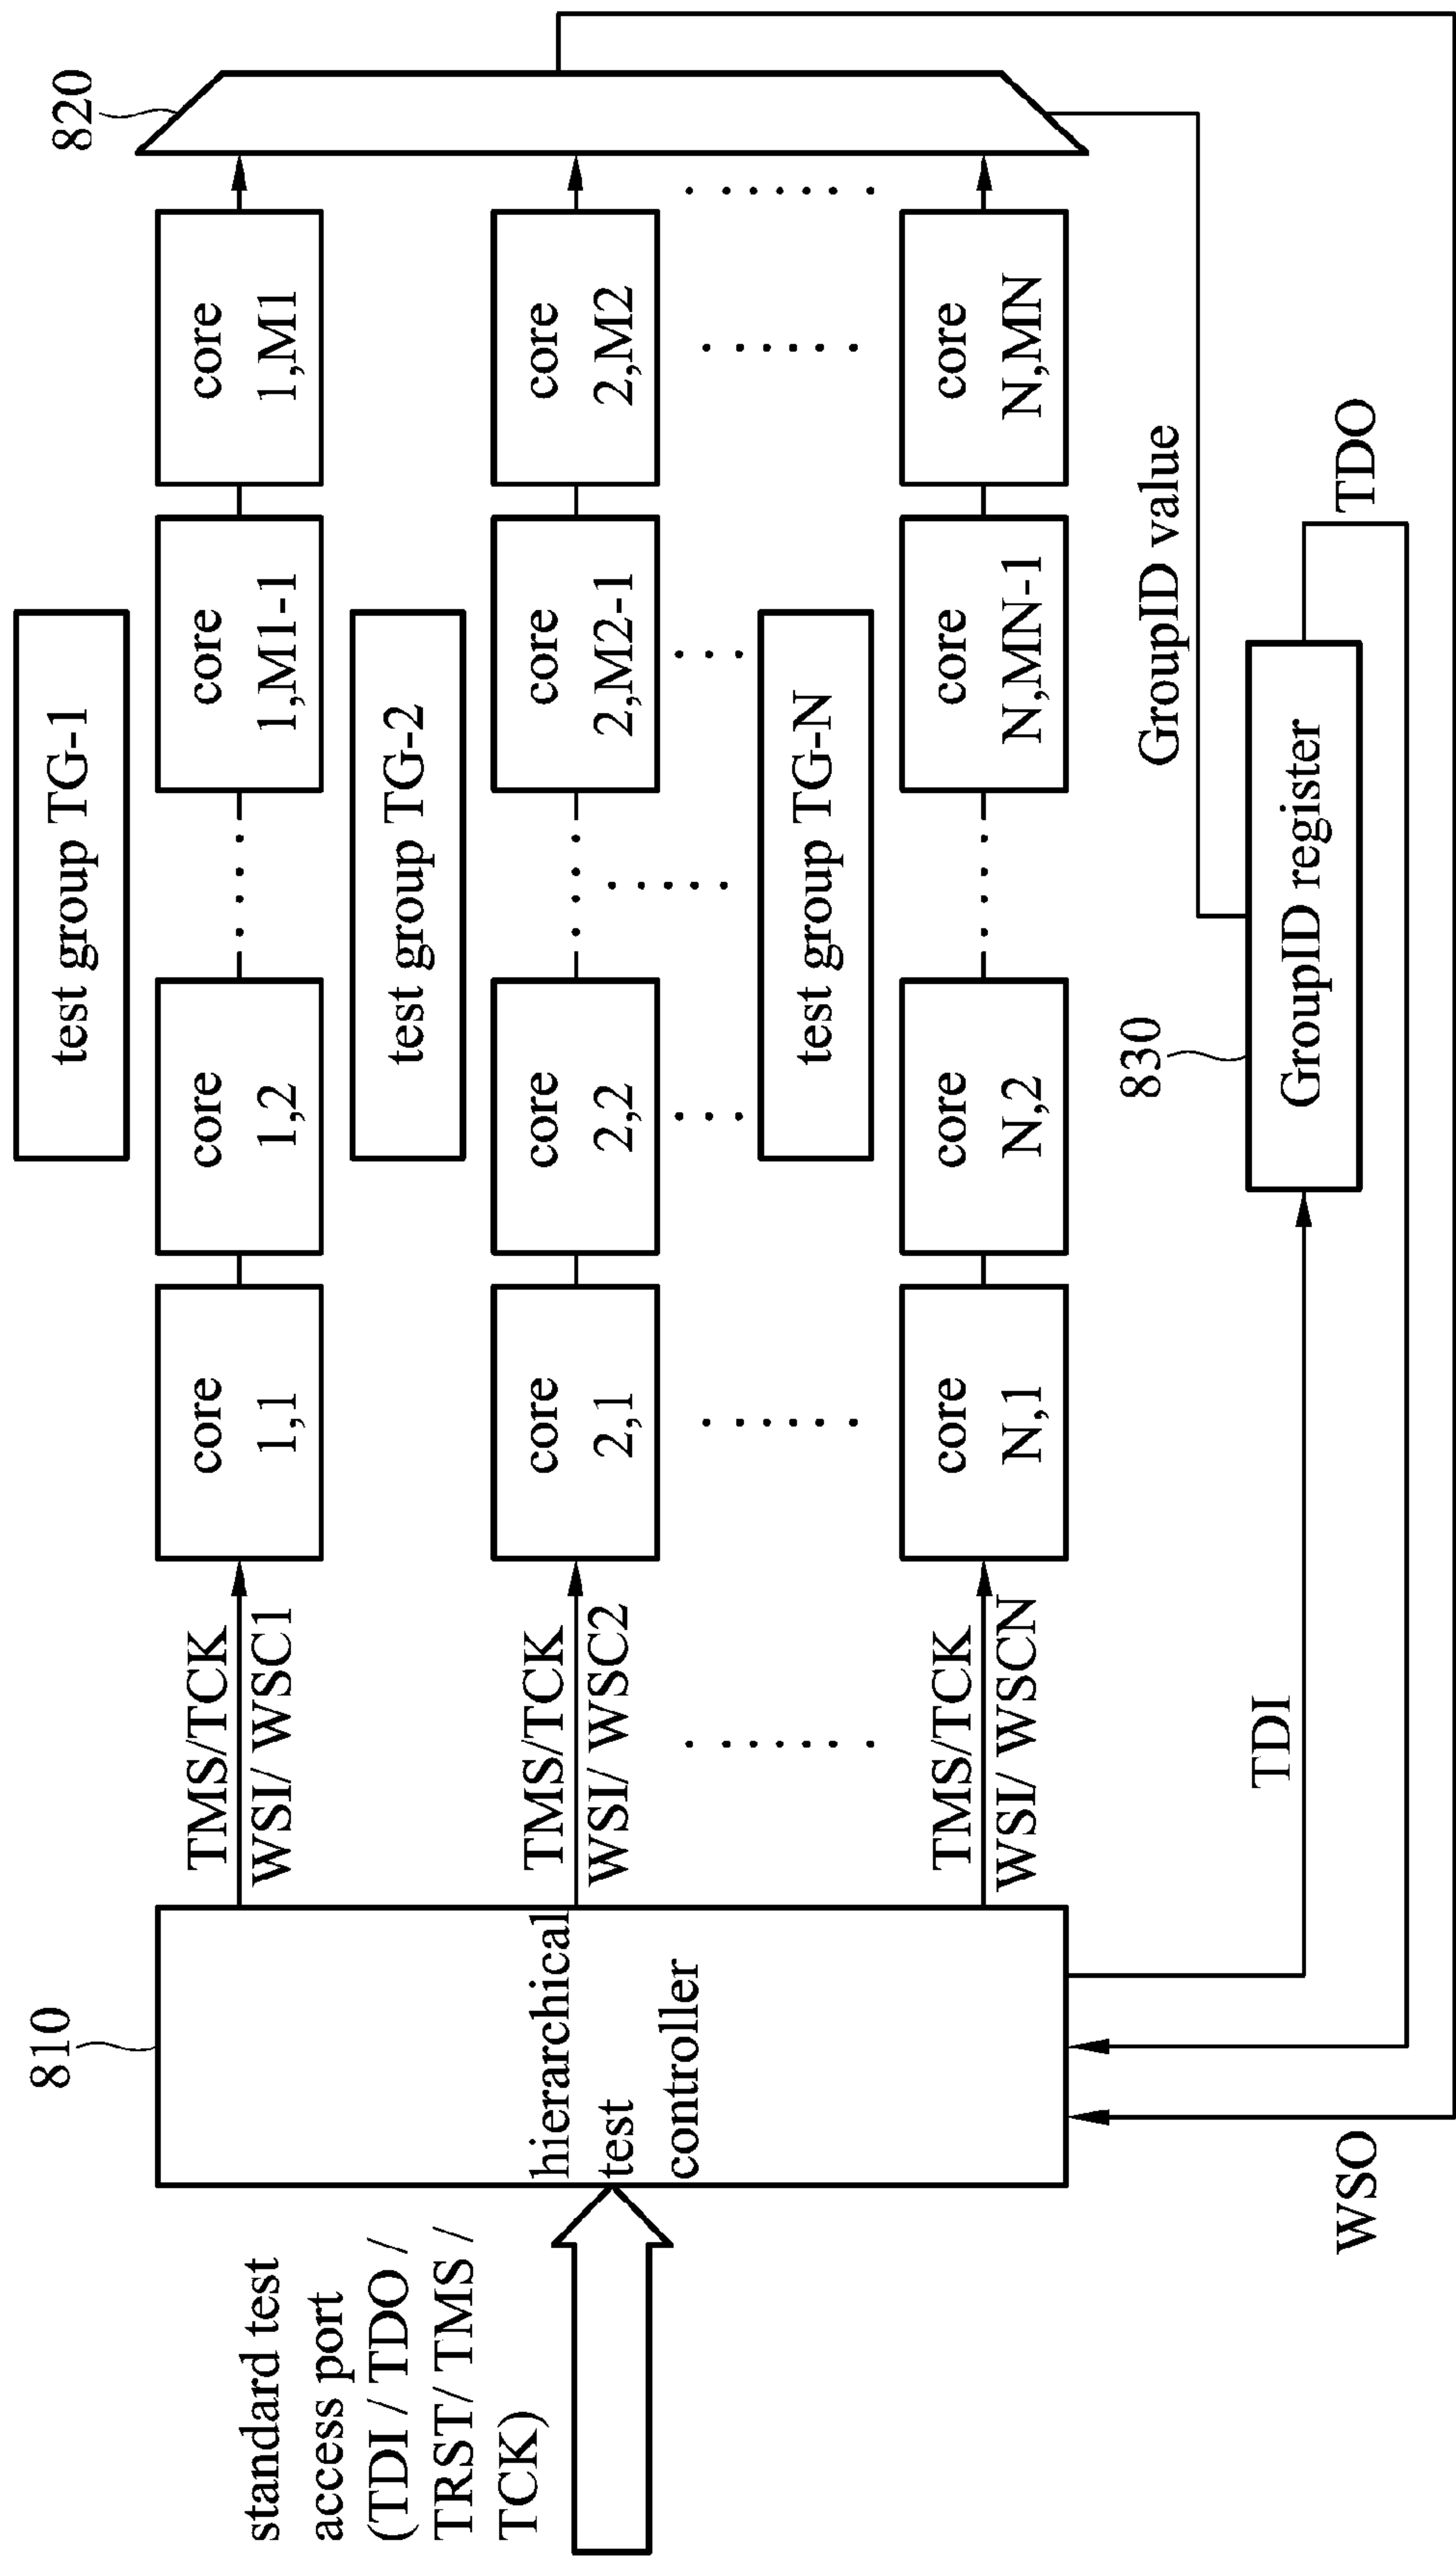 standard test
access port
(TDI / TDO /
TRST/ TMS /
TCK)
810
hierarchical
test
controller
TMS/TCK
WSI/ WSC1
TMS/TCK
WSI/ WSC2
TMS/TCK
WSI/ WSCN
test group TG-1
core
1,1
core
1,2
core
1,M1-1
core
1,M1
test group TG-2
core
2,1
core
2,2
core
2,M2-1
core
2,M2
test group TG-N
core
N,1
core
N,2
core
N,MN-1
core
N,MN
820
GroupID value
830
GroupID register
TDI
TDO
WSO